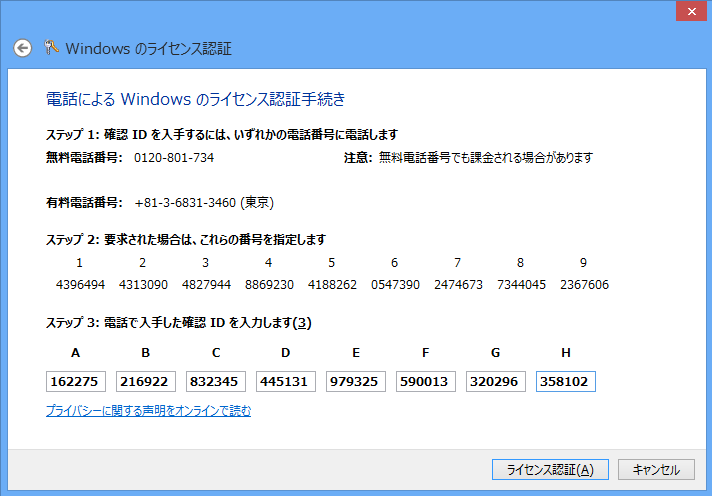 Windows のライセンス認証
電話による Windows のライセンス認証手続き
ステップ 1: 確認 ID を入手するには、いずれかの電話番号に電話します
無料電話番号: 0120-801-734 注意: 無料電話番号でも課金される場合があります
有料電話番号: +81-3-6831-3460 (東京)
ステップ 2: 要求された場合は、これらの番号を指定します
1 2 3 4 5 6 7 8 9
4396494 4313090 4827944 8869230 4188262 0547390 2474673 7344045 2367606
ステップ 3: 電話で入手した確認 ID を入力します(3)
A B C D E F G H
162275 216922 832345 445131 979325 590013 320296 358102
プライバシーに関する声明をオンラインで読む
ライセンス認証(A) キャンセル